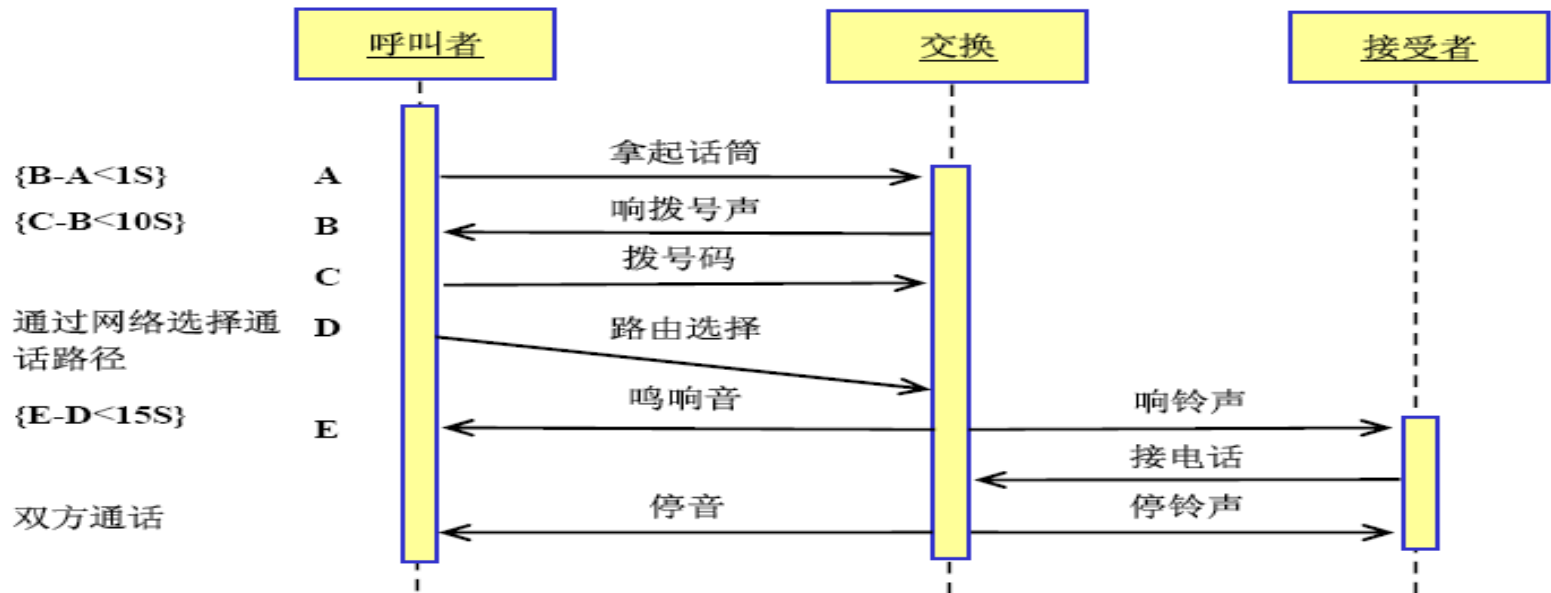 呼叫者
交换
接受者
{B-A<1S}
A
拿起话筒
{C-B<10S}
B
响拨号声
C
拨号码
通过网络选择通
话路径
D
路由选择
{E-D<15S}
E
鸣响音
响铃声
接电话
双方通话
停音
停铃声